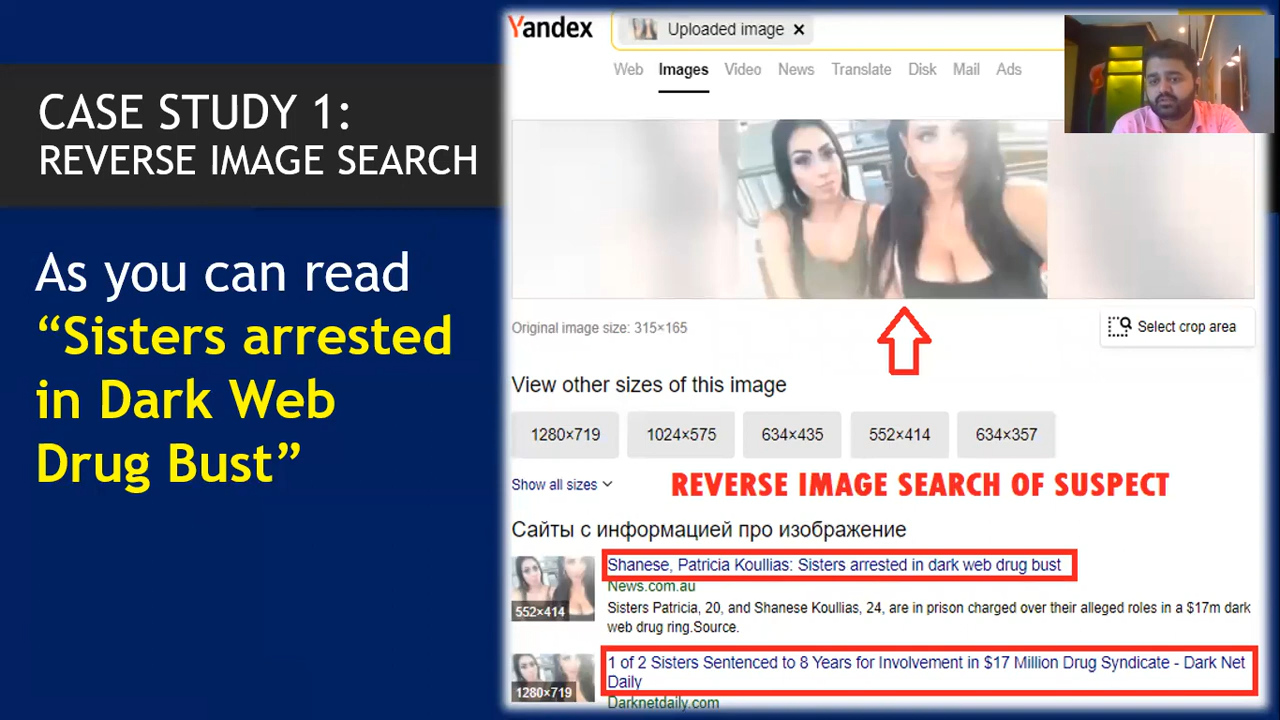 CASE STUDY 1:
REVERSE IMAGE SEARCH
As you can read
“Sisters arrested
in Dark Web
Drug Bust”
Yandex
Uploaded image ×
Web Images Video News Translate Disk Mail Ads
Original image size: 315×165
Select crop area
View other sizes of this image
1280×719 1024×575 634×435 552×414 634×357
Show all sizes
REVERSE IMAGE SEARCH OF SUSPECT
Сайты с информацией про изображение
552×414
Shanese, Patricia Koullias: Sisters arrested in dark web drug bust
News.com.au
Sisters Patricia, 20, and Shanese Koullias, 24, are in prison charged over their alleged roles in a $17m dark
web drug ring.Source.
1280×719
1 of 2 Sisters Sentenced to 8 Years for Involvement in $17 Million Drug Syndicate - Dark Net
Daily
Darknetdaily.com